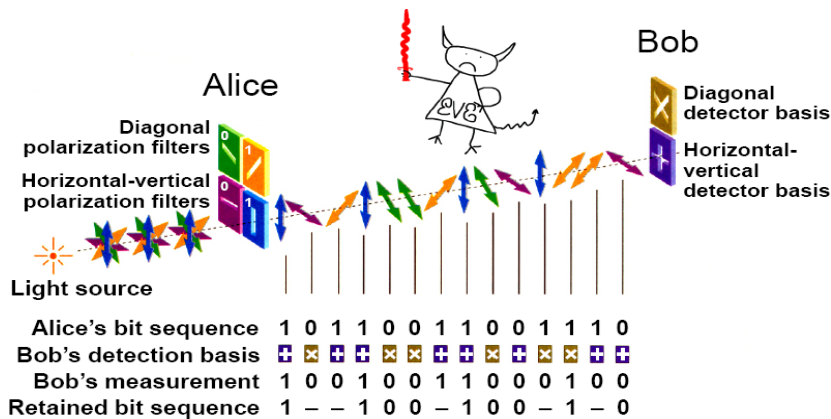 Bob
Alice
EVE
Diagonal
detector basis
Horizontal-
vertical
detector basis
Diagonal
polarization filters
0 1
Horizontal-vertical
polarization filters
0 1
Light source
Alice's bit sequence 1 0 1 1 0 0 1 1 0 0 1 1 1 0
Bob's detection basis + × + + × × + + × + × × + +
Bob's measurement 1 0 0 1 0 0 1 1 0 0 0 1 0 0
Retained bit sequence 1 – – 1 0 0 – 1 0 0 – 1 – 0